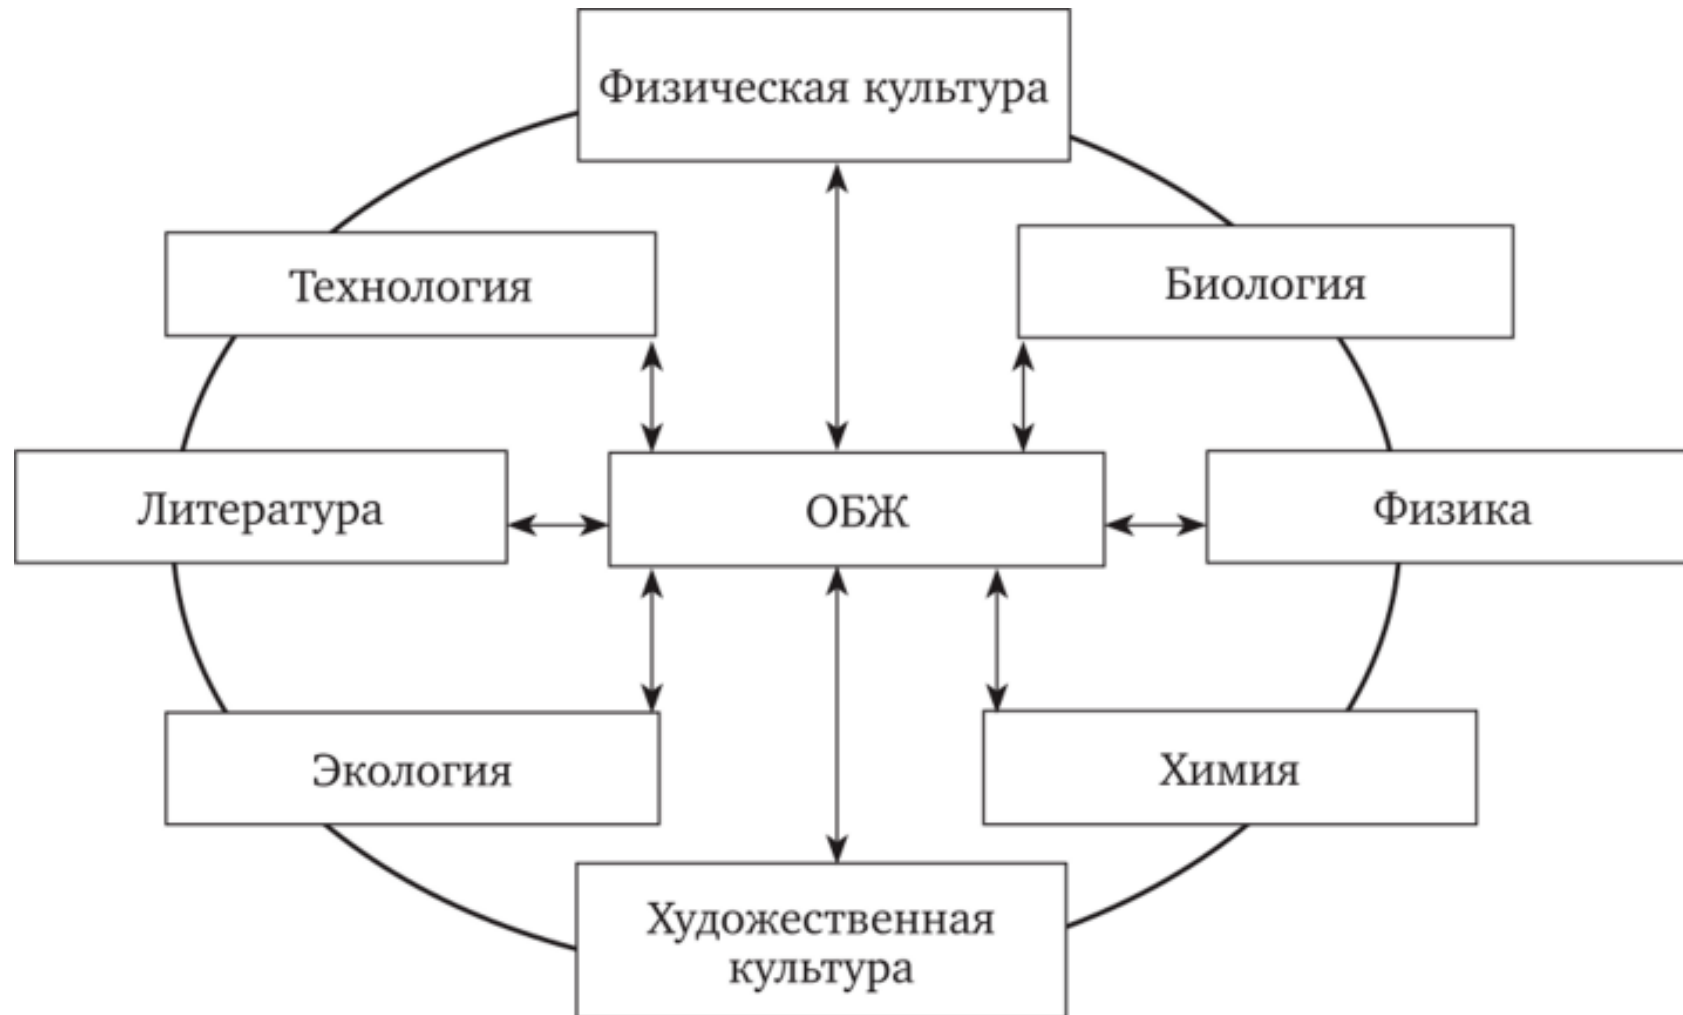 Физическая культура
Технология
Биология
Литература
ОБЖ
Физика
Экология
Химия
Художественная
культура